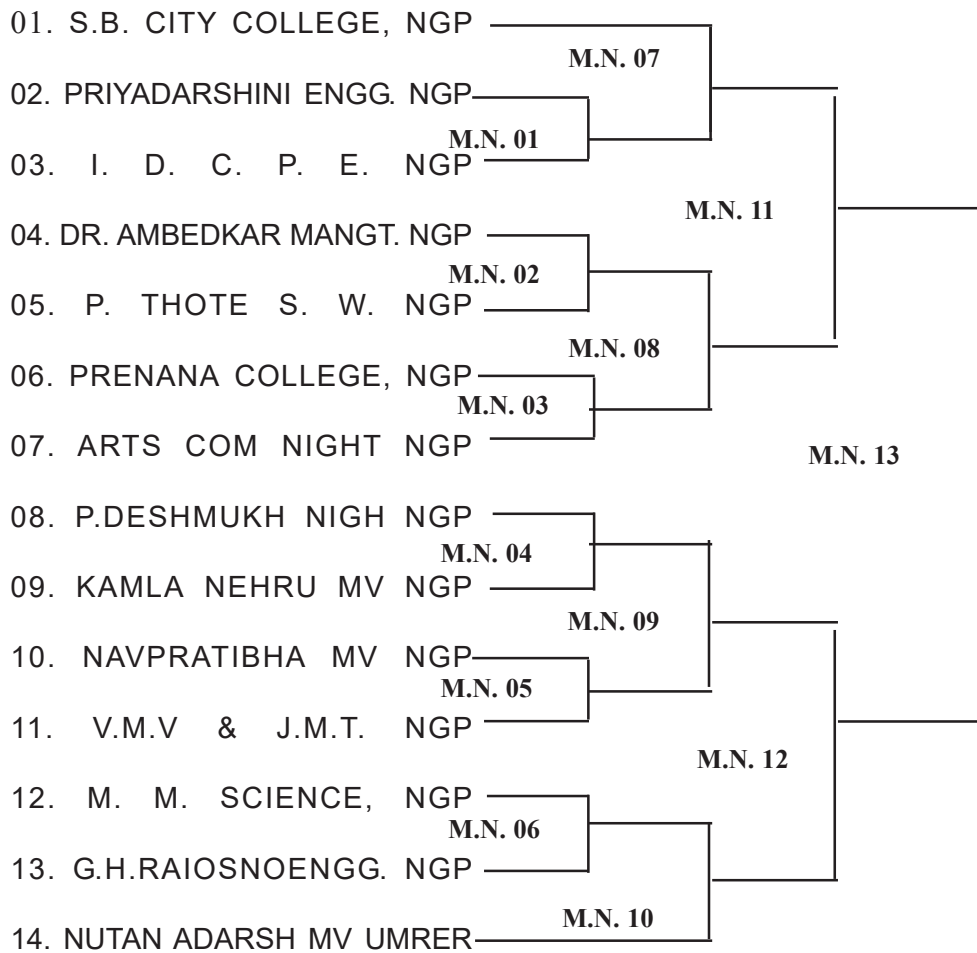 01. S.B. CITY COLLEGE, NGP
M.N. 07
02. PRIYADARSHINI ENGG. NGP
M.N. 01
03. I. D. C. P. E. NGP
M.N. 11
04. DR. AMBEDKAR MANGT. NGP
M.N. 02
05. P. THOTE S. W. NGP
M.N. 08
06. PRENANA COLLEGE, NGP
M.N. 03
07. ARTS COM NIGHT NGP
M.N. 13
08. P.DESHMUKH NIGH NGP
M.N. 04
09. KAMLA NEHRU MV NGP
M.N. 09
10. NAVPRATIBHA MV NGP
M.N. 05
11. V.M.V & J.M.T. NGP
M.N. 12
12. M. M. SCIENCE, NGP
M.N. 06
13. G.H.RAIOSNOENGG. NGP
M.N. 10
14. NUTAN ADARSH MV UMRER